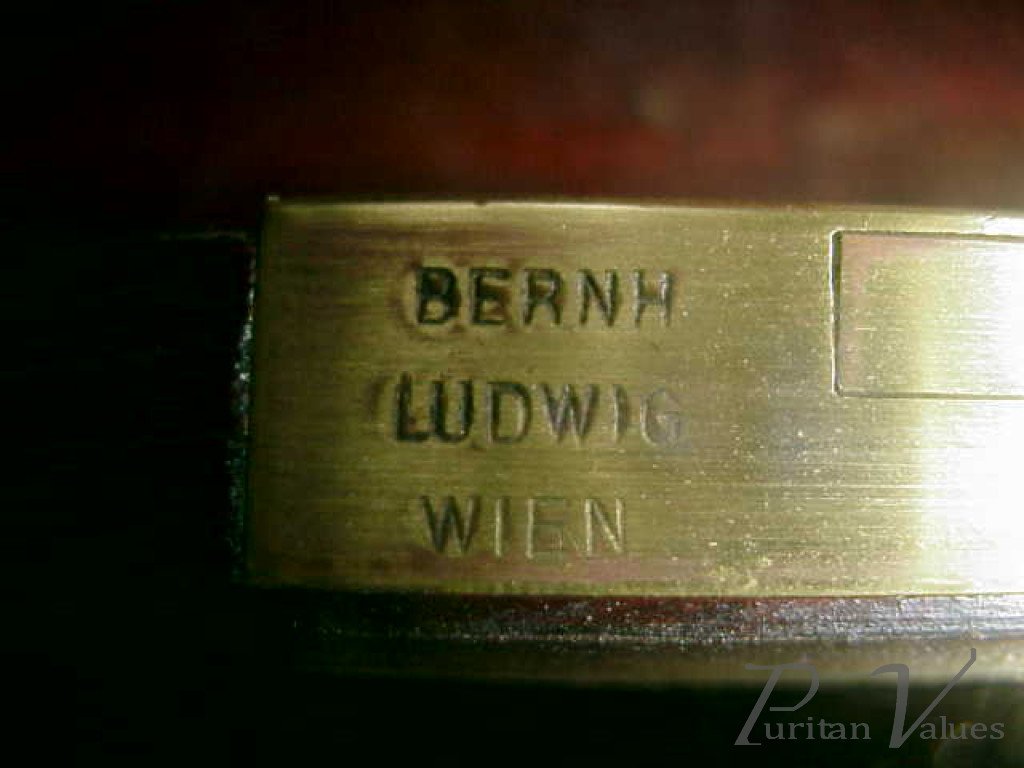 BERNH
LUDWIG
WIEN
Puritan Values